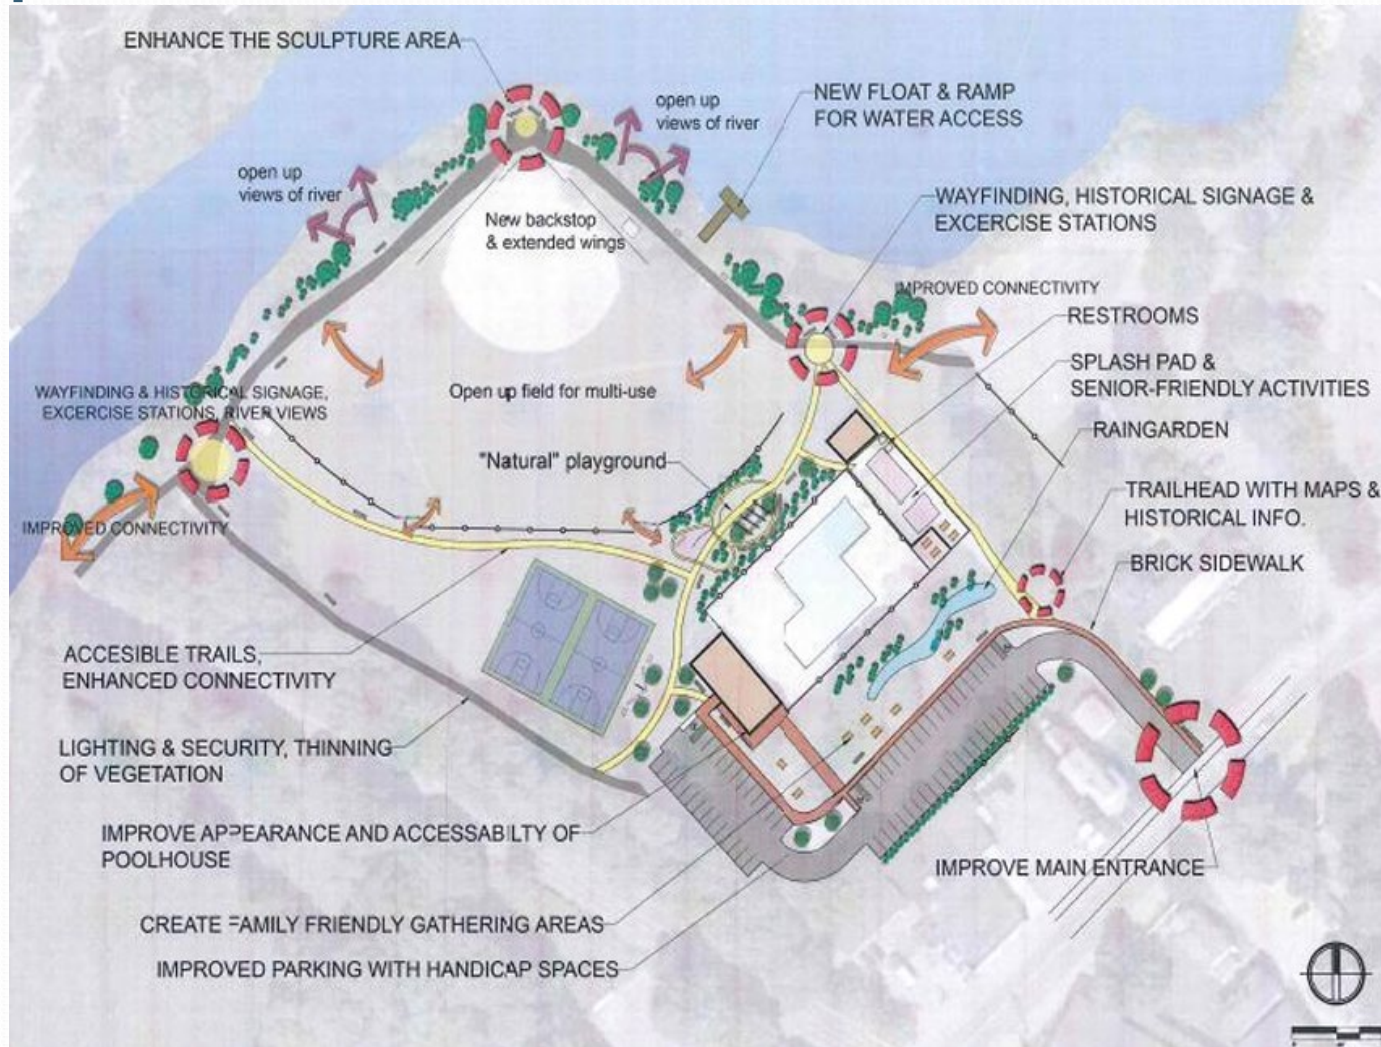 ENHANCE THE SCULPTURE AREA
open up
views of river
NEW FLOAT & RAMP
FOR WATER ACCESS
open up
views of river
WAYFINDING, HISTORICAL SIGNAGE &
EXCERCISE STATIONS
New backstop
& extended wings
IMPROVED CONNECTIVITY
RESTROOMS
SPLASH PAD &
SENIOR-FRIENDLY ACTIVITIES
WAYFINDING & HISTORICAL SIGNAGE,
EXCERCISE STATIONS, RIVER VIEWS
Open up field for multi-use
RAINGARDEN
"Natural" playground
TRAILHEAD WITH MAPS &
HISTORICAL INFO.
IMPROVED CONNECTIVITY
BRICK SIDEWALK
ACCESIBLE TRAILS,
ENHANCED CONNECTIVITY
LIGHTING & SECURITY, THINNING
OF VEGETATION
IMPROVE APPEARANCE AND ACCESSABILTY OF
POOLHOUSE
IMPROVE MAIN ENTRANCE
CREATE FAMILY FRIENDLY GATHERING AREAS
IMPROVED PARKING WITH HANDICAP SPACES